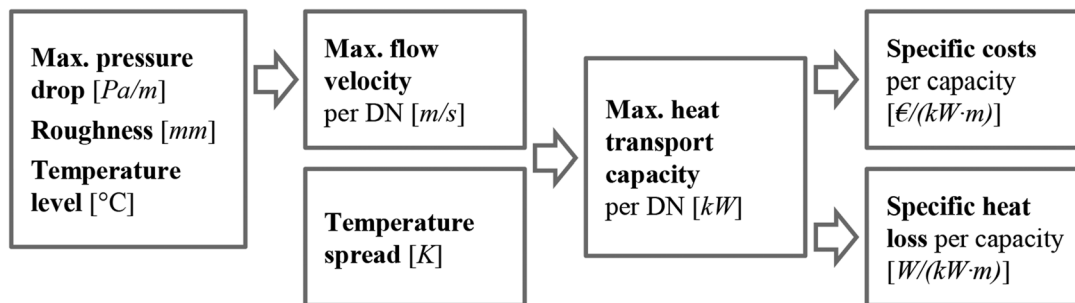 Max. pressure
drop [Pa/m]
Roughness [mm]
Temperature
level [°C]
Max. flow
velocity
per DN [m/s]
Temperature
spread [K]
Max. heat
transport
capacity
per DN [kW]
Specific costs
per capacity
[€/(kW·m)]
Specific heat
loss per capacity
[W/(kW·m)]